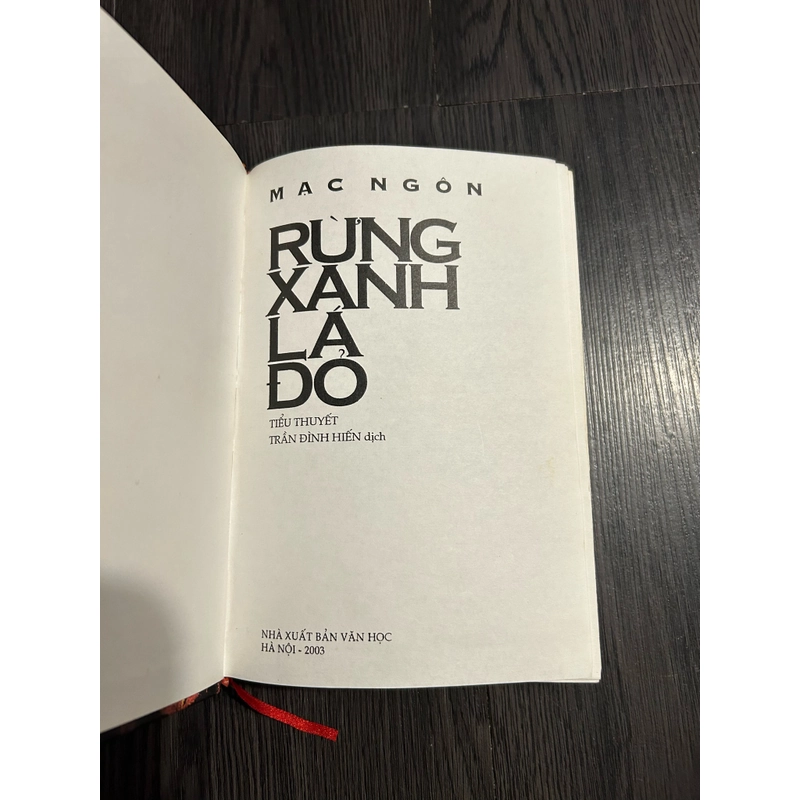 MẠC NGÔN
RỪNG
XANH
LÁ
ĐỎ
TIỂU THUYẾT
TRẦN ĐÌNH HIẾN dịch
NHÀ XUẤT BẢN VĂN HỌC
HÀ NỘI - 2003